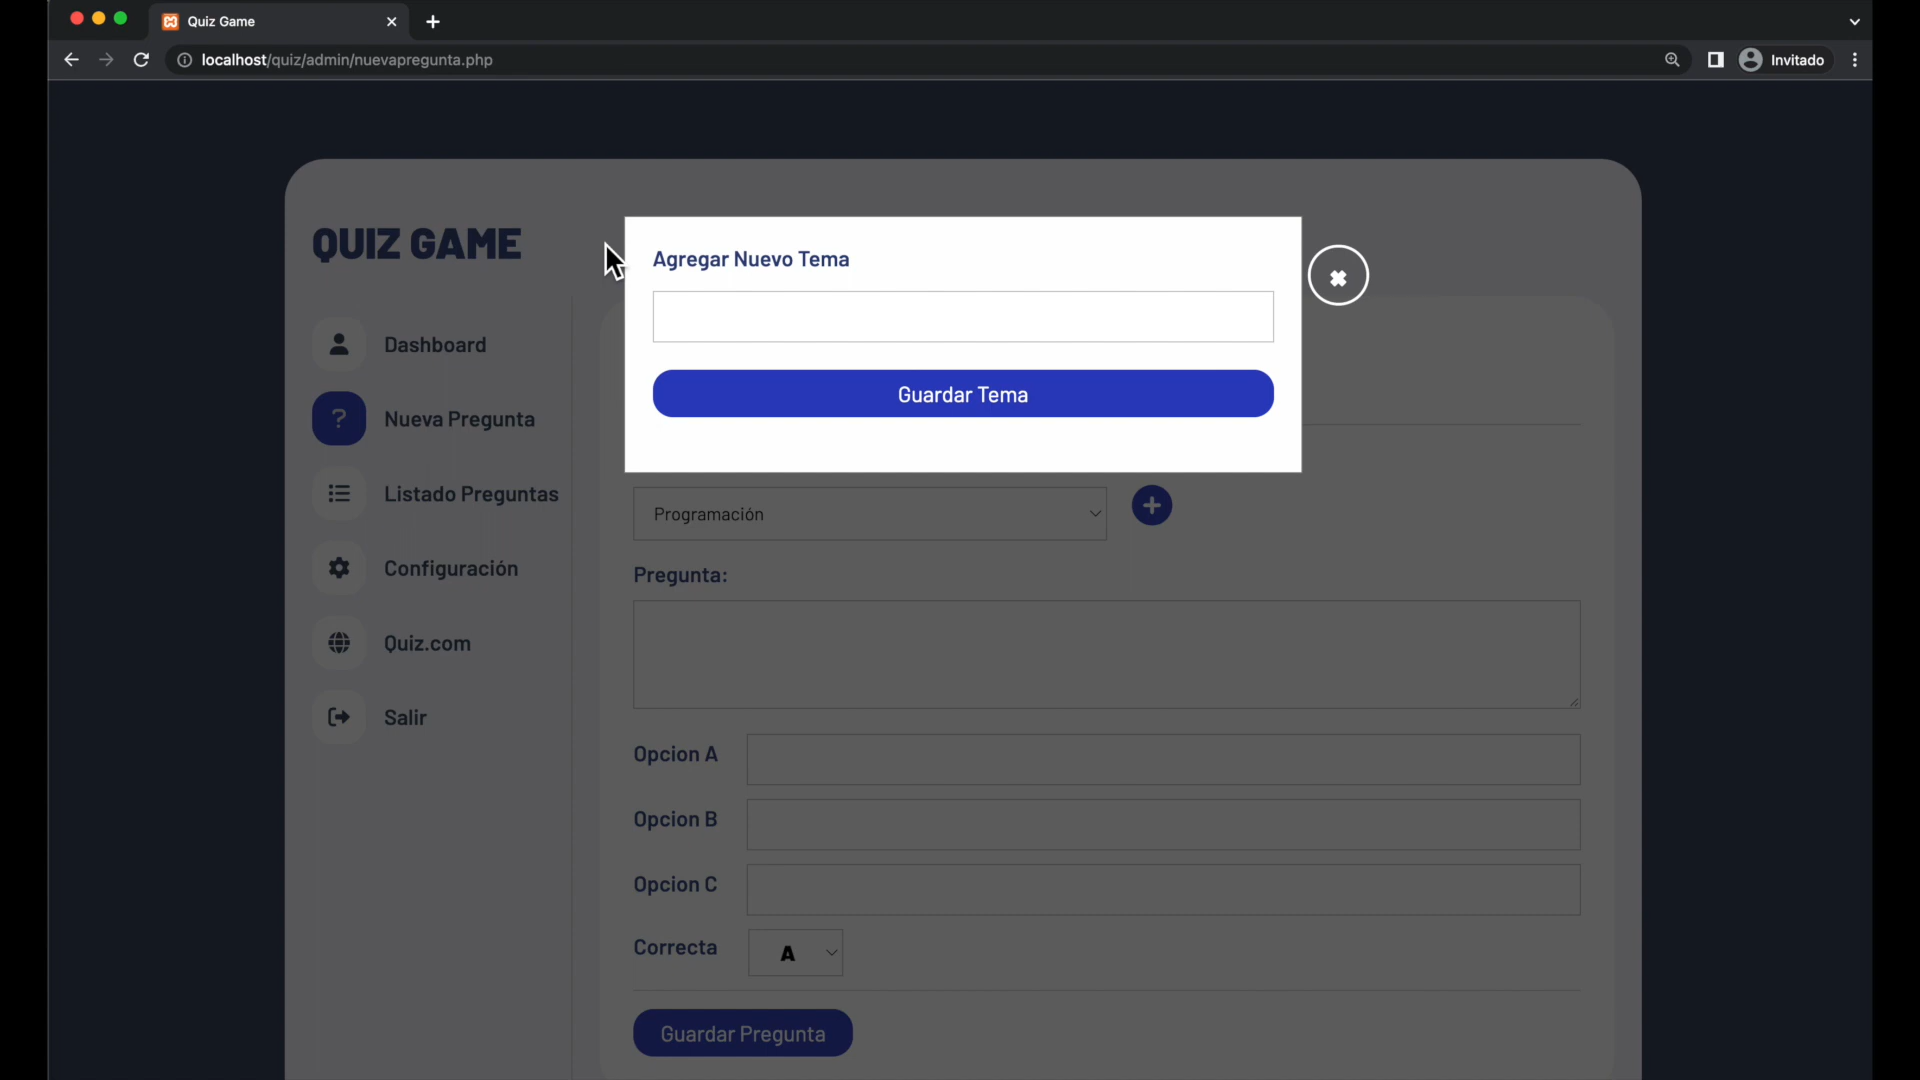 Quiz Game
localhost/quiz/admin/nuevapregunta.php
Invitado
QUIZ GAME
Agregar Nuevo Tema
Guardar Tema
Dashboard
Nueva Pregunta
Listado Preguntas
Configuración
Quiz.com
Salir
Programación
Pregunta:
Opcion A
Opcion B
Opcion C
Correcta
A
Guardar Pregunta